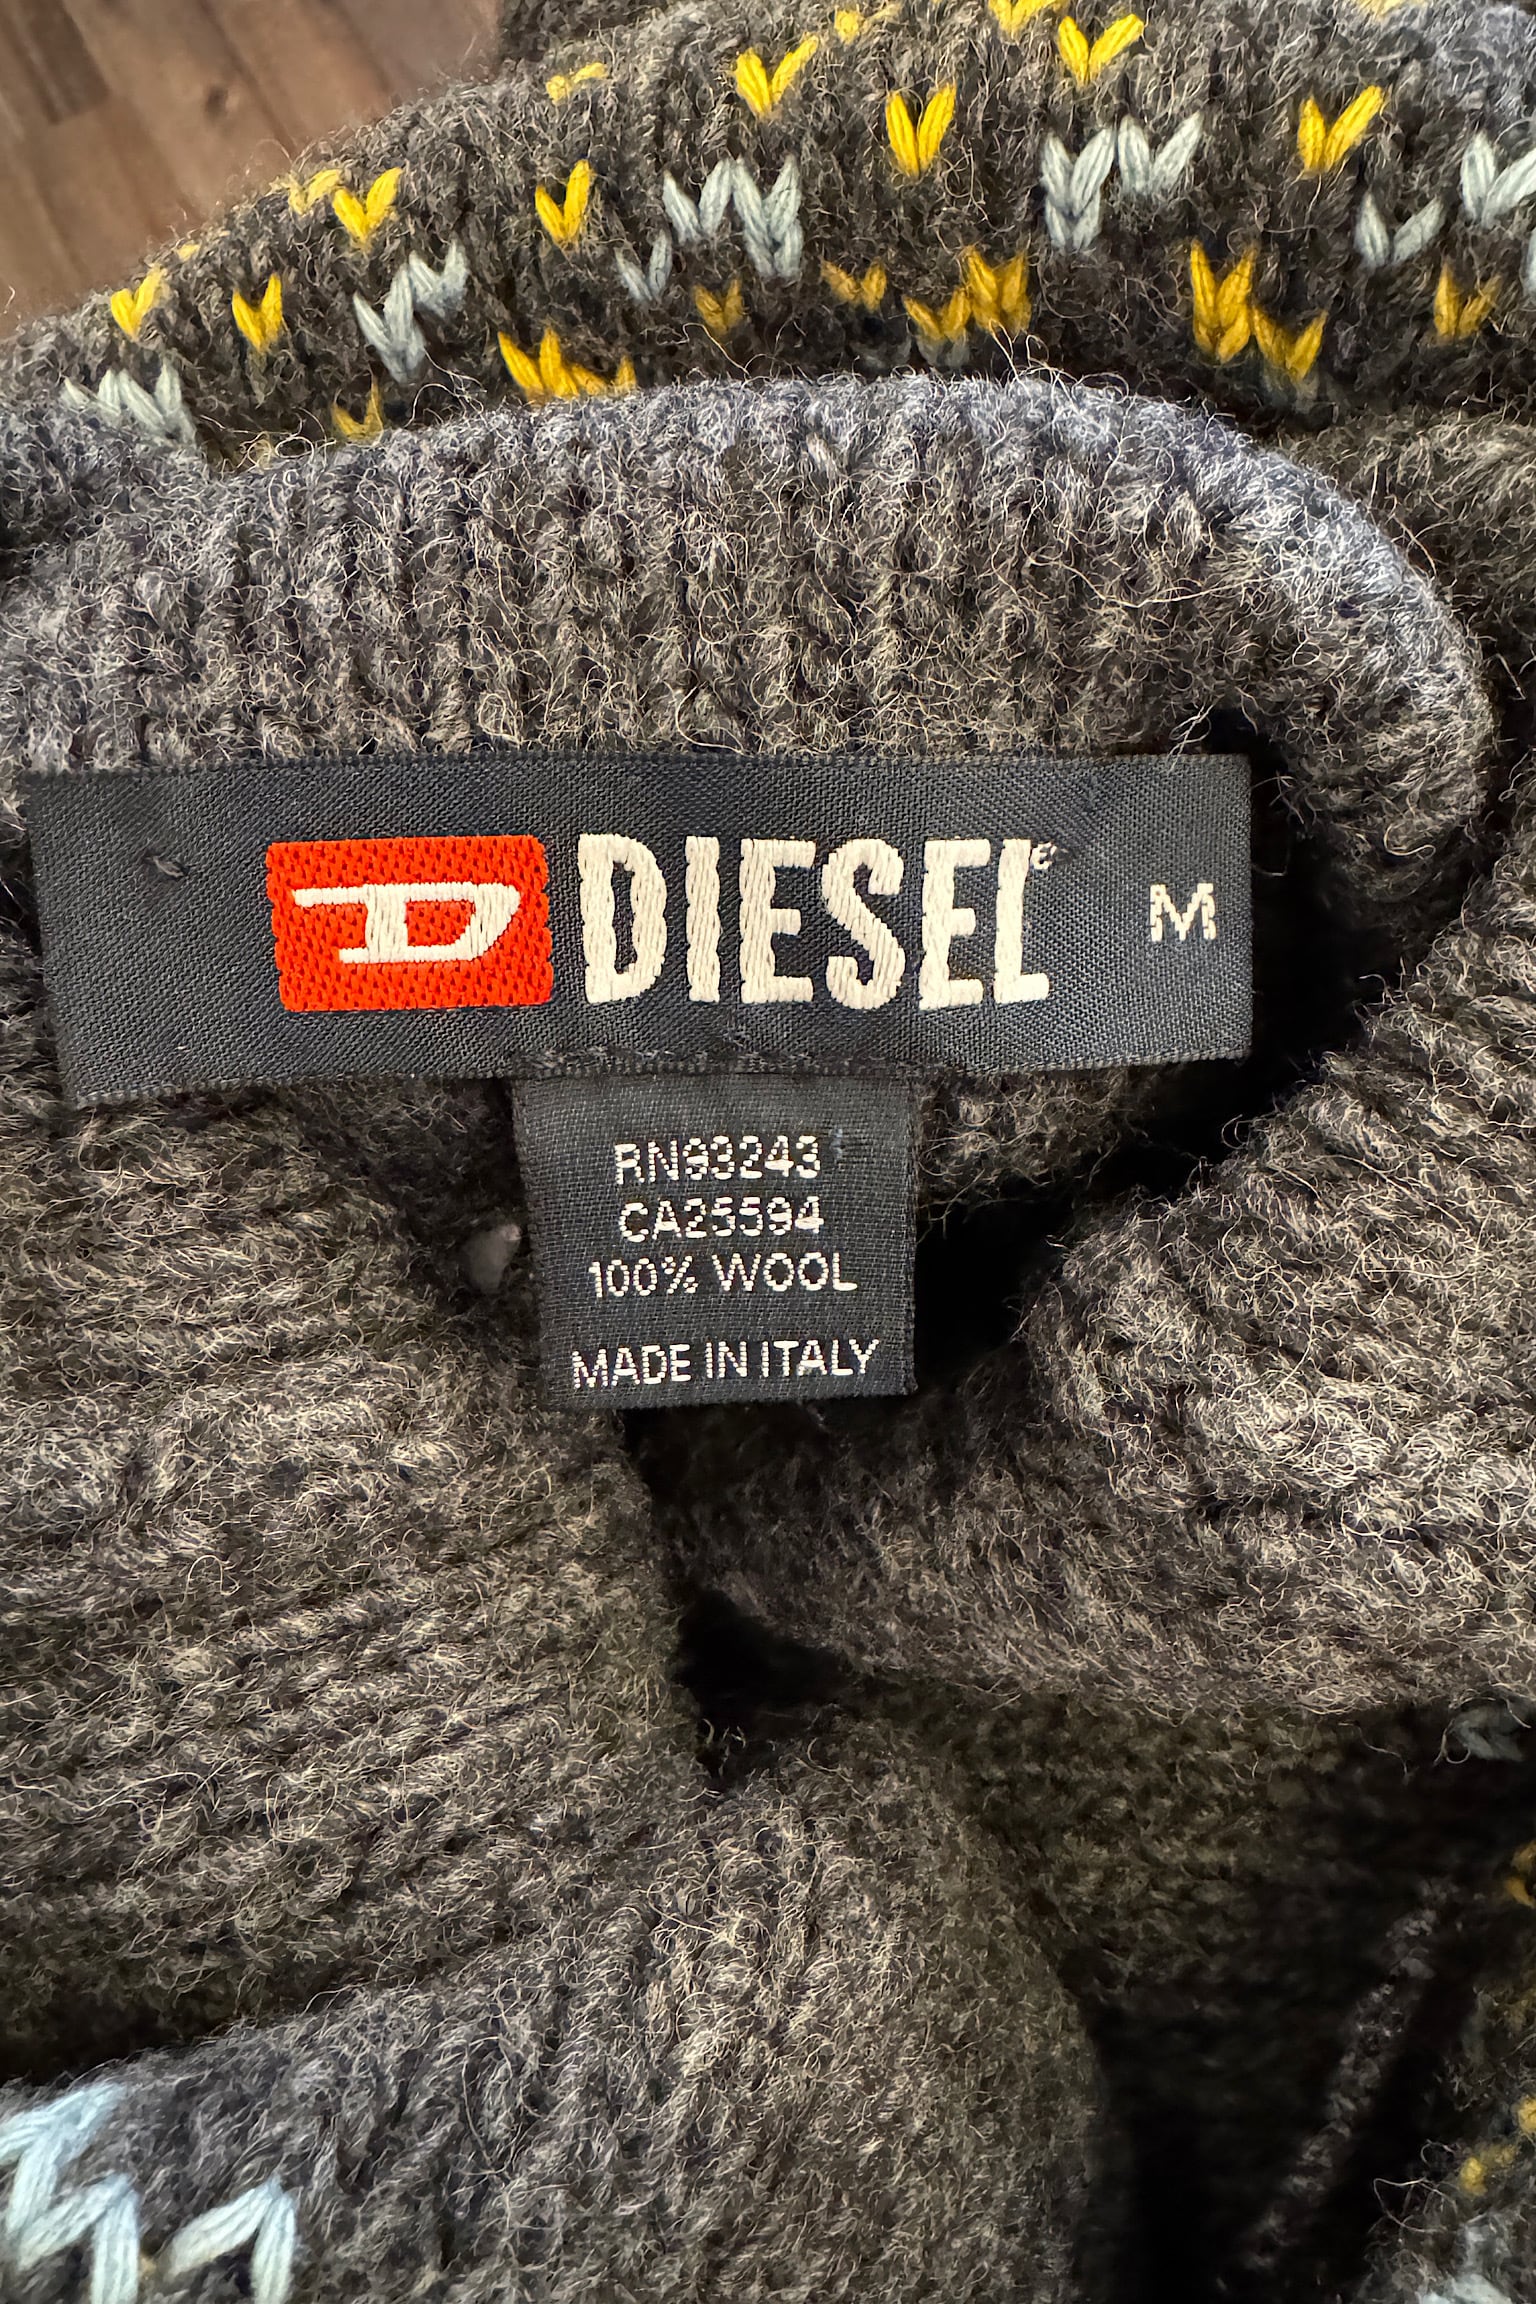 D DIESEL® M
RN93243
CA25594
100% WOOL
MADE IN ITALY